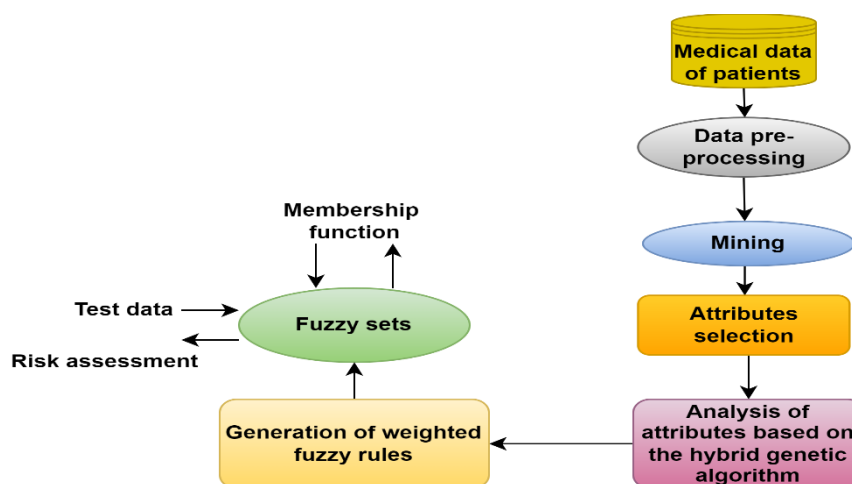 Medical data
of patients
Data pre-
processing
Mining
Attributes
selection
Analysis of
attributes based on
the hybrid genetic
algorithm
Generation of weighted
fuzzy rules
Fuzzy sets
Membership
function
Test data
Risk assessment